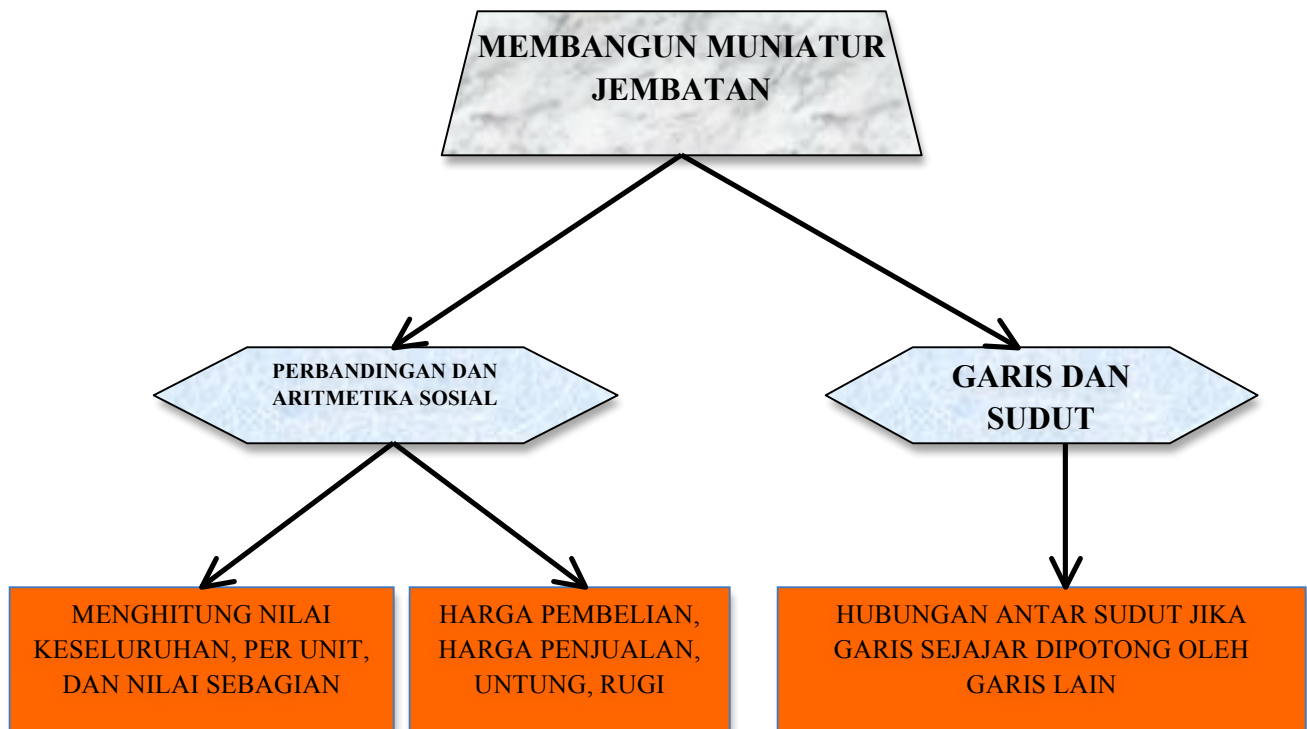 MEMBANGUN MUNIATUR
JEMBATAN
PERBANDINGAN DAN
ARITMETIKA SOSIAL
GARIS DAN
SUDUT
MENGHITUNG NILAI
KESELURUHAN, PER UNIT,
DAN NILAI SEBAGIAN
HARGA PEMBELIAN,
HARGA PENJUALAN,
UNTUNG, RUGI
HUBUNGAN ANTAR SUDUT JIKA
GARIS SEJAJAR DIPOTONG OLEH
GARIS LAIN